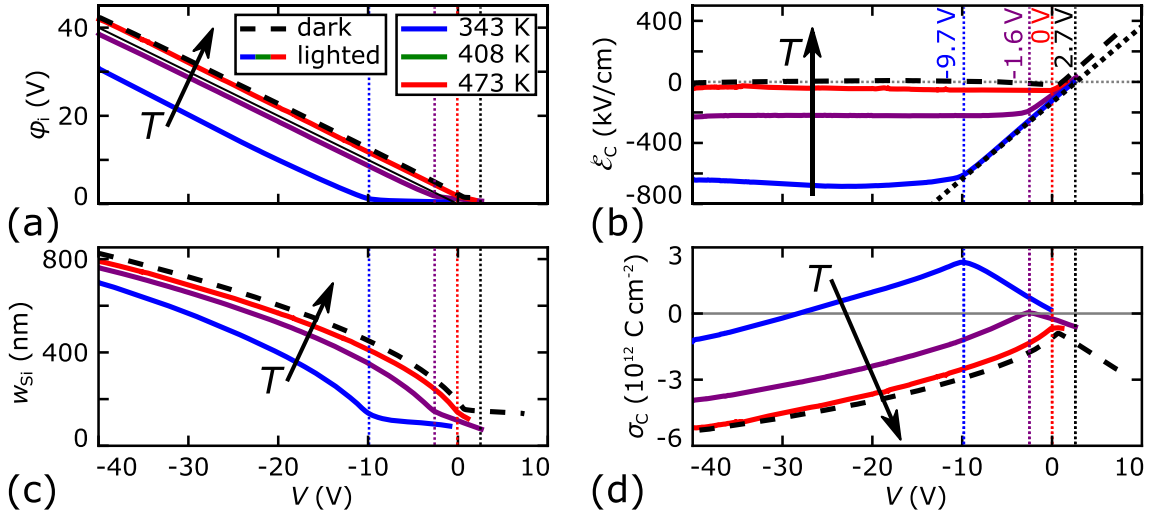 40
20
0
φi (V)
T
dark
lighted
343 K
408 K
473 K
(a)
400
0
-400
-800
ℰC (kV/cm)
T
-9.7 V
-1.6 V
0 V
2.7 V
(b)
800
400
0
wSi (nm)
T
-40 -30 -20 -10 0 10
V (V)
(c)
3
0
-3
-6
σC (10¹² C cm⁻²)
T
-40 -30 -20 -10 0 10
V (V)
(d)